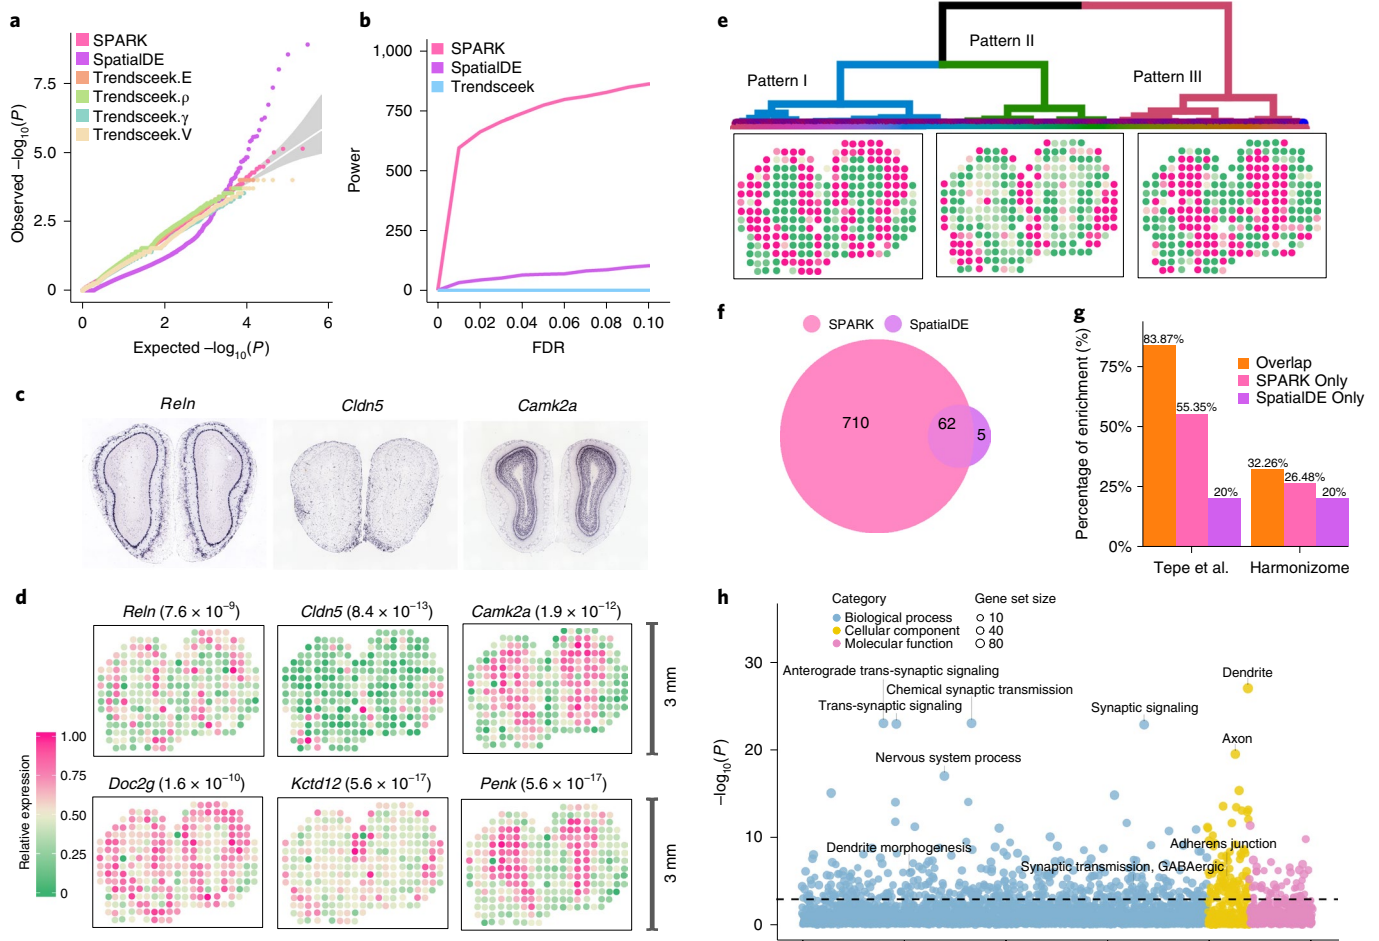 a
SPARK
SpatialDE
Trendsceek.E
Trendsceek.ρ
Trendsceek.γ
Trendsceek.V
7.5
5.0
2.5
0
0
2
4
6
Observed –log10(P)
Expected –log10(P)
b
SPARK
SpatialDE
Trendsceek
1,000
750
500
250
0
0
0.02
0.04
0.06
0.08
0.10
Power
FDR
c
Reln
Cldn5
Camk2a
d
Reln (7.6 × 10–9)
Cldn5 (8.4 × 10–13)
Camk2a (1.9 × 10–12)
3 mm
Doc2g (1.6 × 10–10)
Kctd12 (5.6 × 10–17)
Penk (5.6 × 10–17)
3 mm
Relative expression
1.00
0.75
0.50
0.25
0
e
Pattern I
Pattern II
Pattern III
f
SPARK
SpatialDE
710
62
5
g
Percentage of enrichment (%)
75%
50%
25%
0%
83.87%
55.35%
20%
32.26%
26.48%
20%
Overlap
SPARK Only
SpatialDE Only
Tepe et al.
Harmonizome
h
Category
Biological process
Cellular component
Molecular function
Gene set size
10
40
80
30
20
10
0
–log10(P)
Anterograde trans-synaptic signaling
Chemical synaptic transmission
Trans-synaptic signaling
Synaptic signaling
Dendrite
Axon
Nervous system process
Dendrite morphogenesis
Adherens junction
Synaptic transmission, GABAergic